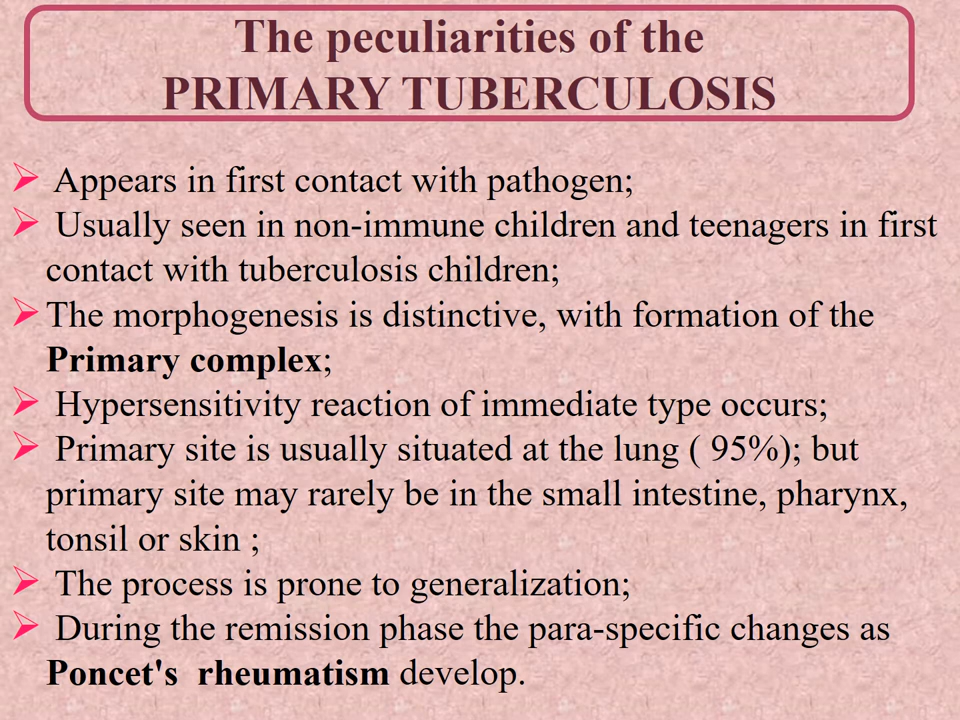 The peculiarities of the
PRIMARY TUBERCULOSIS
Appears in first contact with pathogen;
Usually seen in non-immune children and teenagers in first
contact with tuberculosis children;
The morphogenesis is distinctive, with formation of the
Primary complex;
Hypersensitivity reaction of immediate type occurs;
Primary site is usually situated at the lung ( 95%); but
primary site may rarely be in the small intestine, pharynx,
tonsil or skin ;
The process is prone to generalization;
During the remission phase the para-specific changes as
Poncet's rheumatism develop.